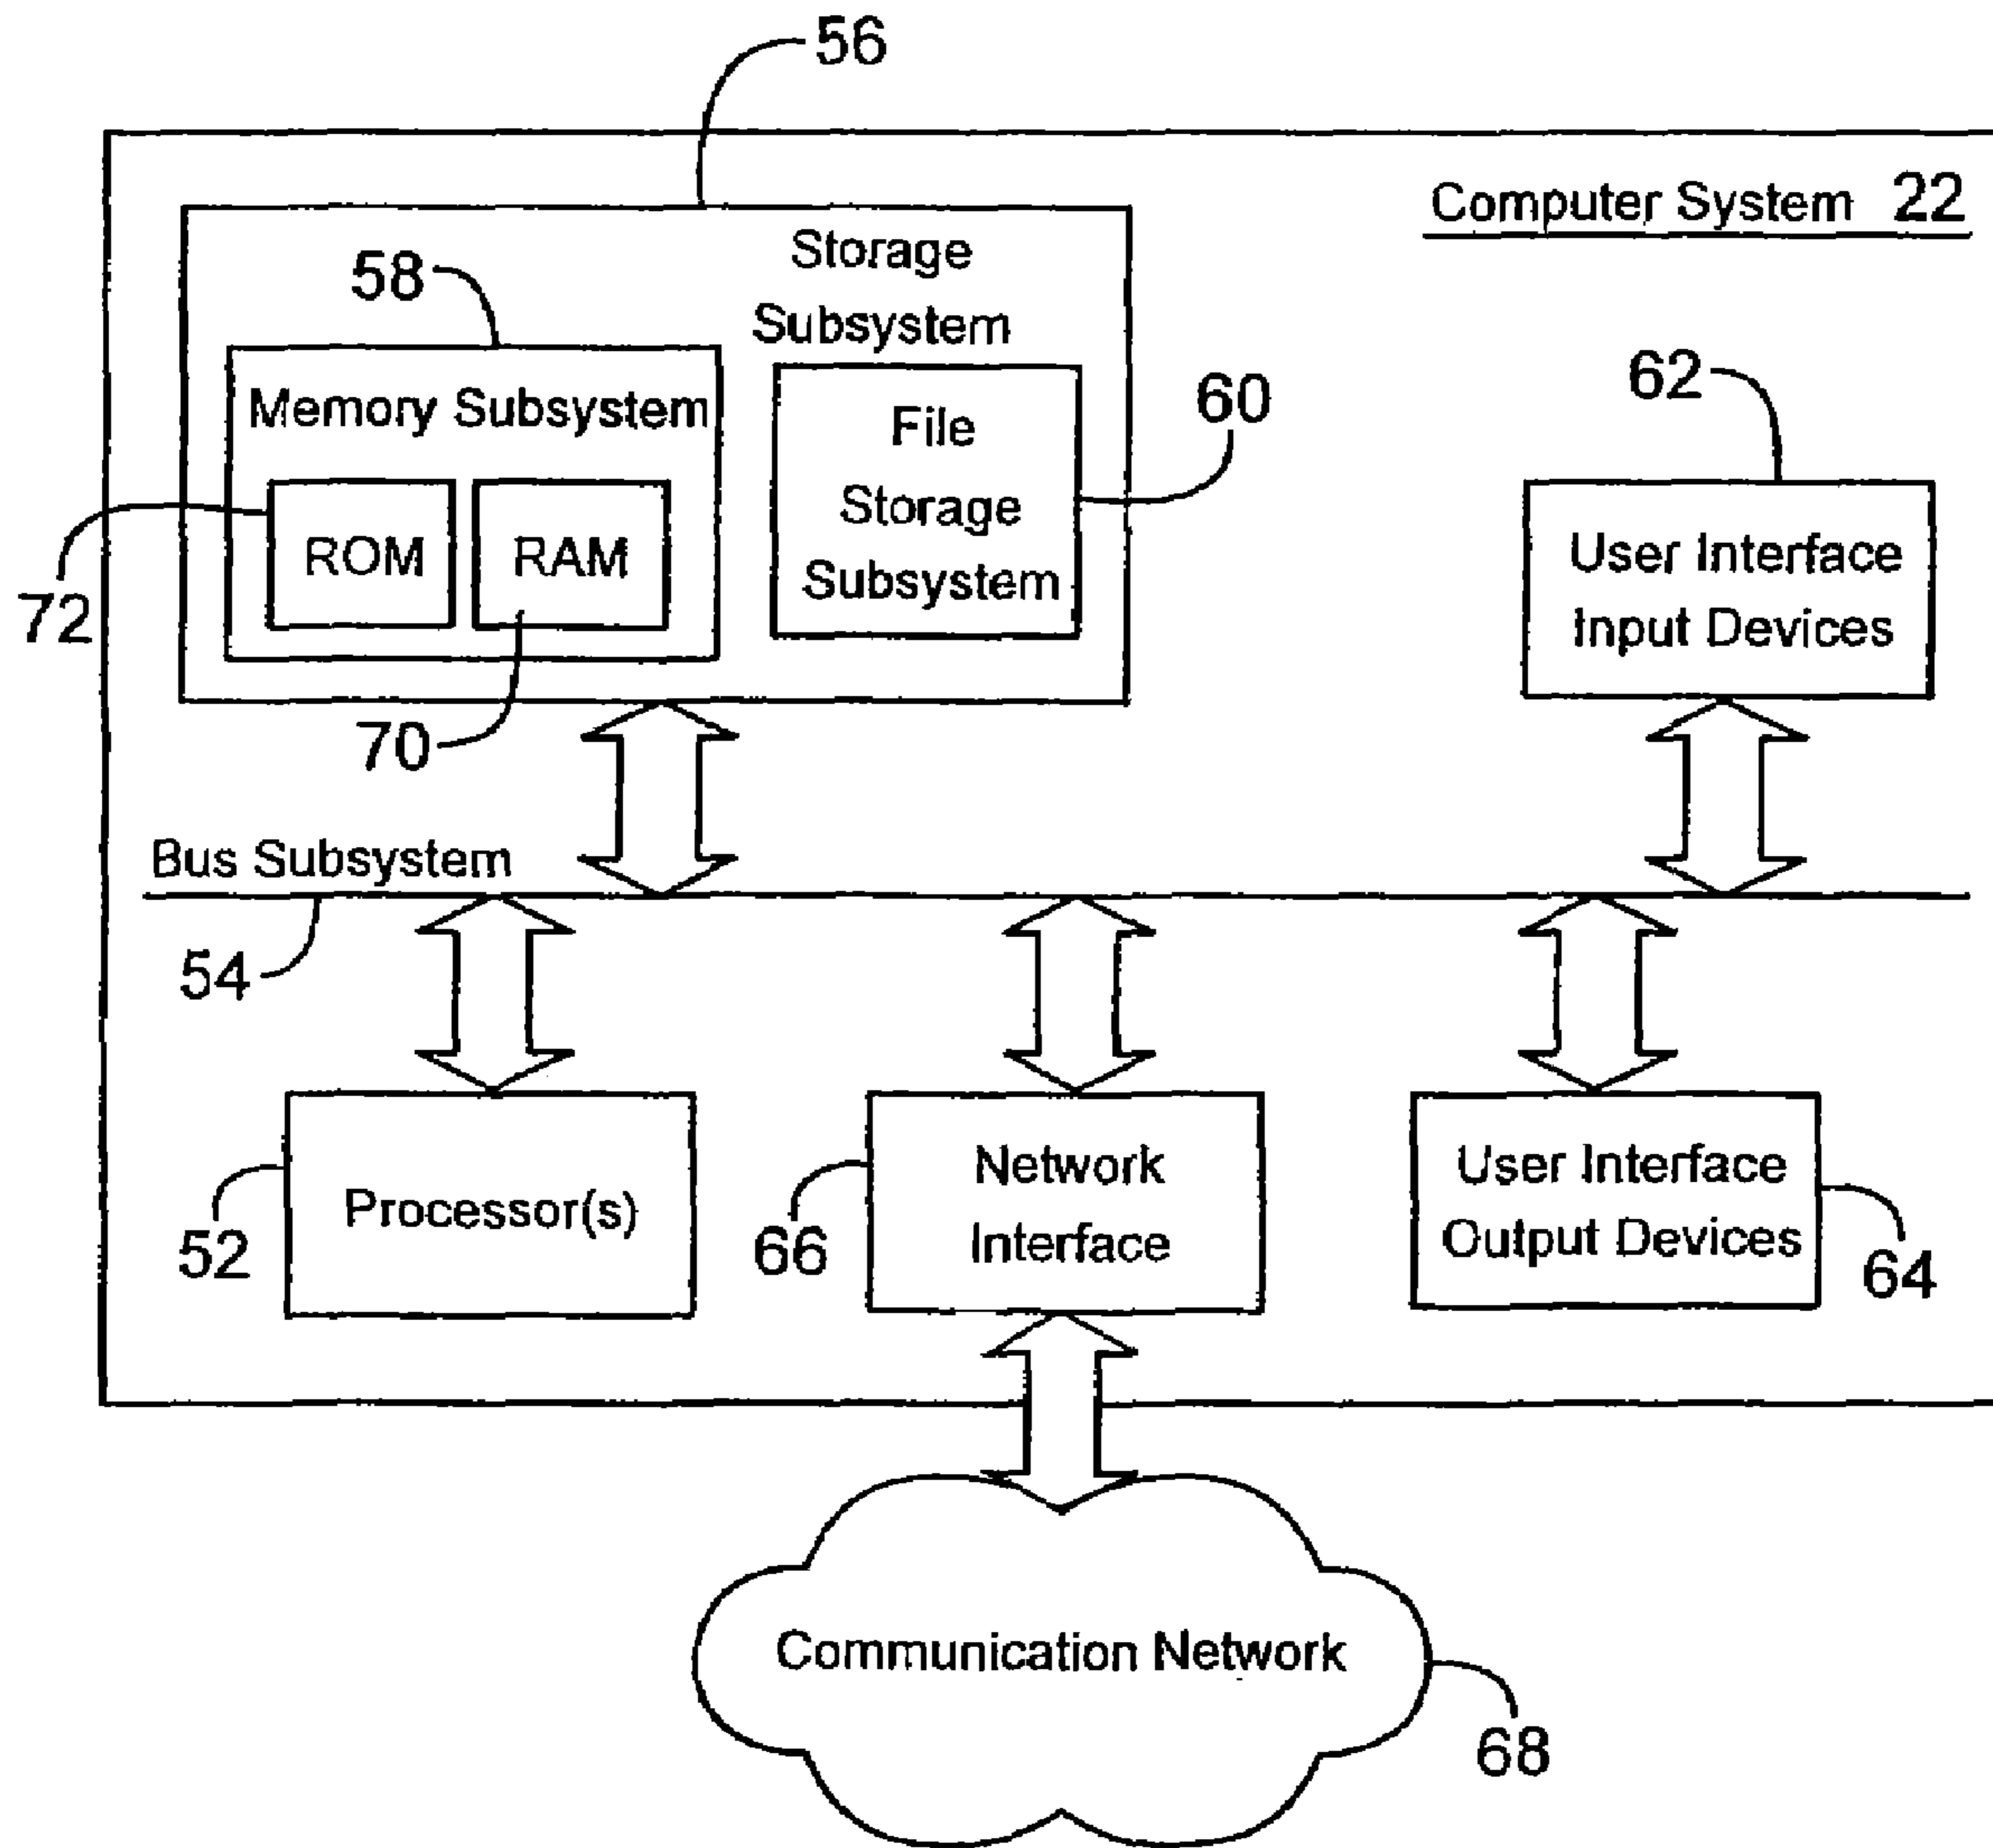 56
Computer System 22
Storage
Subsystem
58
Memory Subsystem
60
62
File
Storage
Subsystem
ROM
RAM
72
User Interface
Input Devices
70
Bus Subsystem
54
Processor(s)
52
Network
Interface
66
User Interface
Output Devices
64
Communication Network
68